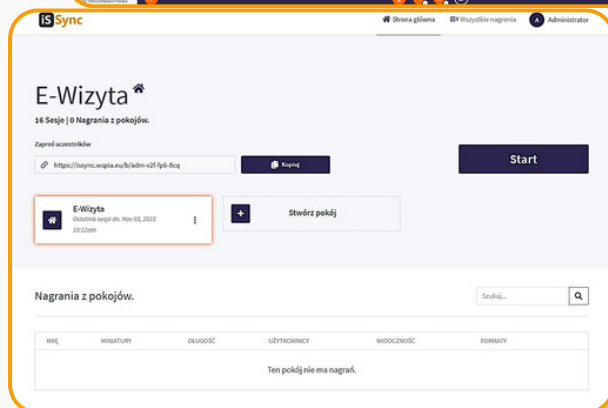 iS Sync
Strona główna
Wszystkie nagrania
A Administrator
E-Wizyta
16 Sesje | 0 Nagrania z pokojów.
Zaproś uczestników
https://issync.wspia.eu/b/adm-v2f-fp6-8cq
Kopiuj
Start
E-Wizyta
Ostatnia sesja dn. Nov 03, 2023
10:12am
Stwórz pokój
Nagrania z pokojów.
Szukaj...
IMIĘ MINIATURY DŁUGOŚĆ UŻYTKOWNICY WIDOCZNOŚĆ FORMATY
Ten pokój nie ma nagrań.